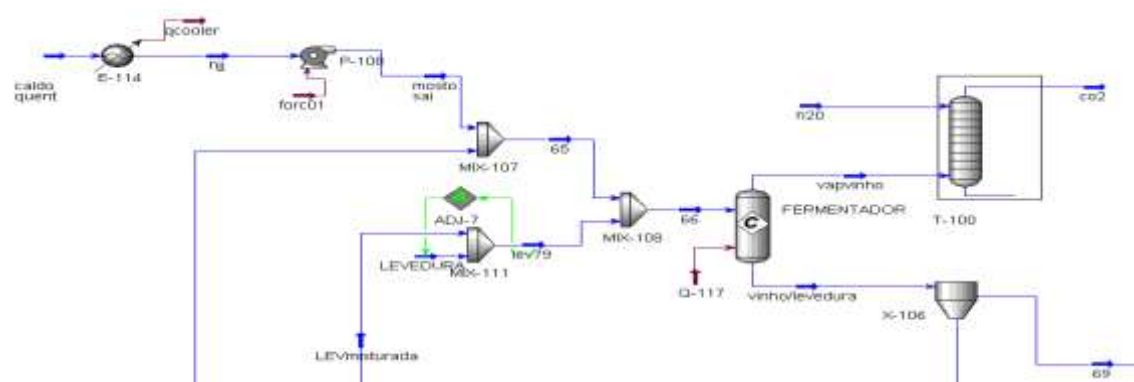 qcooler
E-114
caldo
quent
P-100
forc01
mosto
sai
MIX-107
65
ADJ-7
LEVEDURA
MIX-111
lev79
MIX-108
66
LEVmisturada
vapvinho
FERMENTADOR
C
Q-117
vinho/levedura
h20
T-100
co2
X-106
69